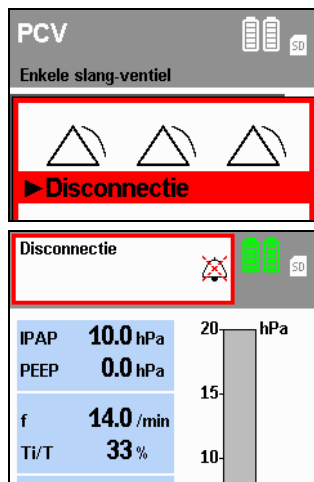 PCV
SD
Enkele slang-ventiel
►Disconnectie
Disconnectie
SD
IPAP 10.0 hPa
PEEP 0.0 hPa
f 14.0 /min
Ti/T 33 %
20 hPa
15
10